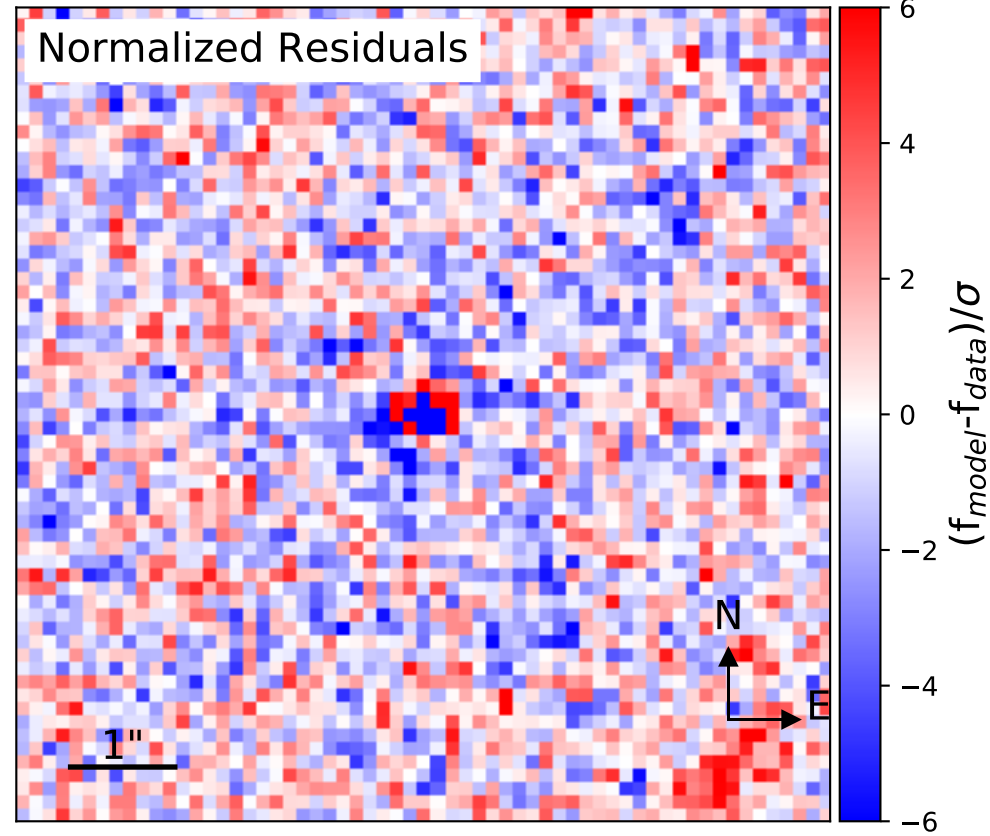 Normalized Residuals
6
4
2
0
−2
−4
−6
(f_model-f_data)/σ
N
E
1"